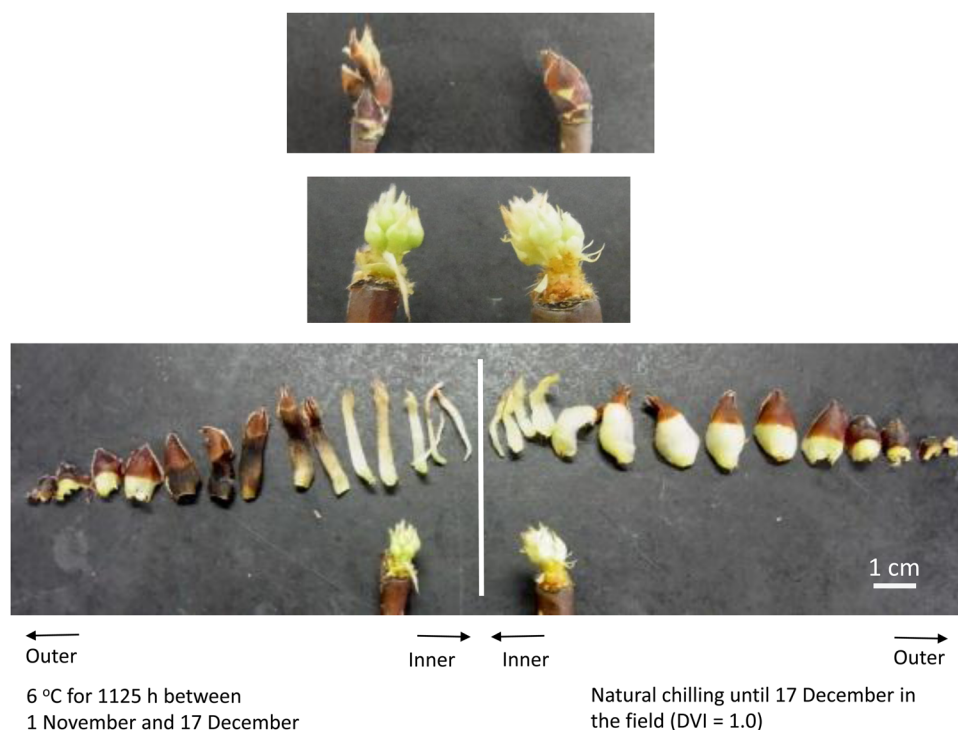 1 cm
Outer
Inner
Inner
Outer
6 °C for 1125 h between
1 November and 17 December
Natural chilling until 17 December in
the field (DVI = 1.0)